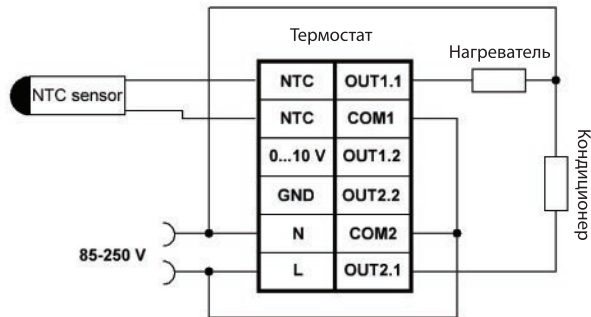 Термостат
Нагреватель
NTC sensor
NTC OUT1.1
NTC COM1
0...10 V OUT1.2
GND OUT2.2
N COM2
L OUT2.1
85-250 V
Кондиционер